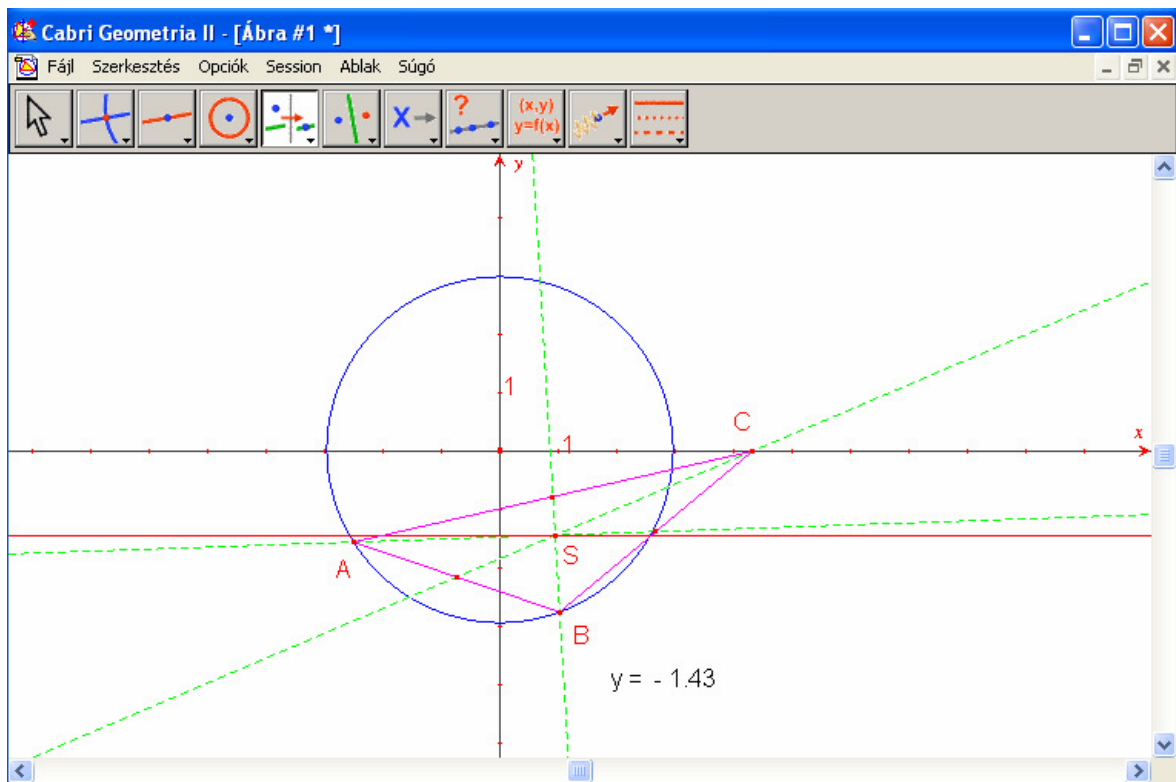 Cabri Geometria II - [Ábra #1 *]
Fájl Szerkesztés Opciók Session Ablak Súgó
? (x,y)
X y=f(x)
y
1
1
C
x
A
S
B
y = - 1.43